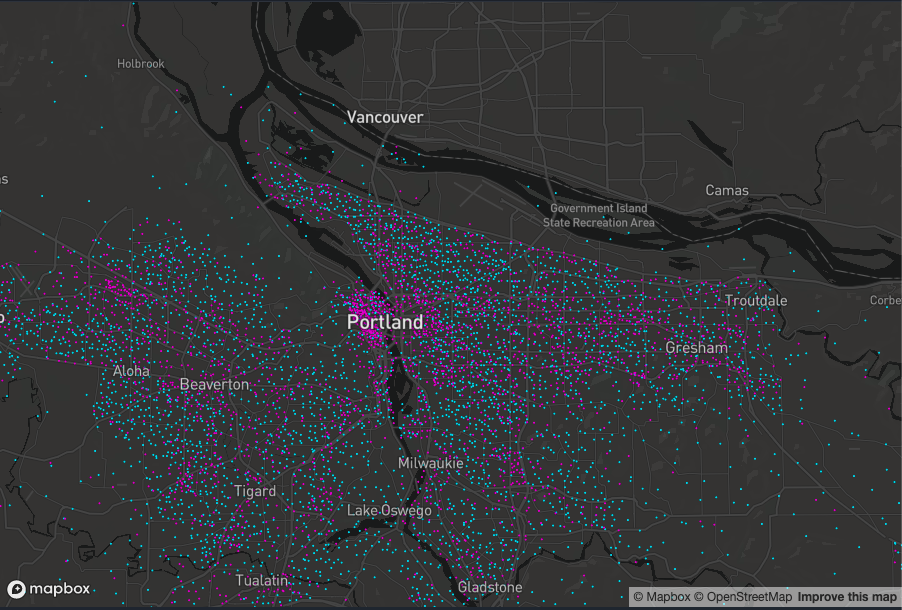 Holbrook
Vancouver
Camas
Government Island
State Recreation Area
Troutdale
Corbe
Portland
Gresham
Aloha
Beaverton
Milwaukie
Tigard
Lake Oswego
Tualatin
Gladstone
mapbox
© Mapbox © OpenStreetMap Improve this map